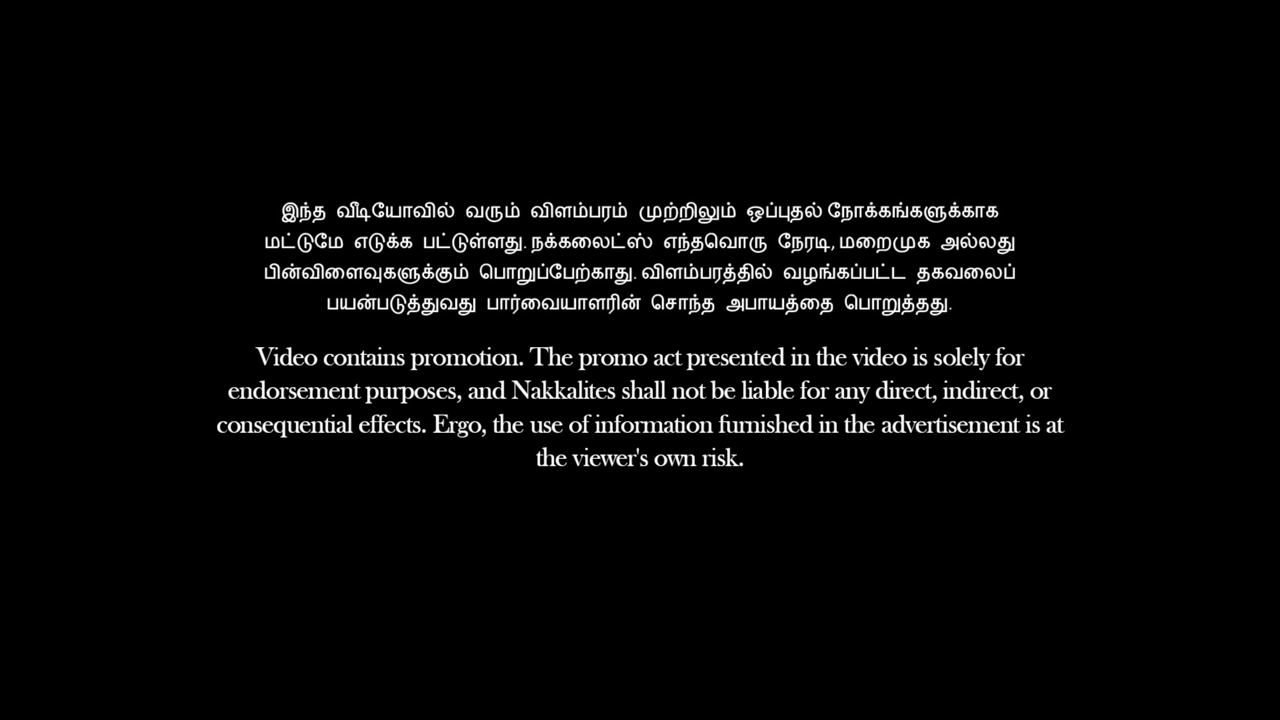 இந்த வீடியோவில் வரும் விளம்பரம் முற்றிலும் ஒப்புதல் நோக்கங்களுக்காக
மட்டுமே எடுக்க பட்டுள்ளது. நக்கலைட்ஸ் எந்தவொரு நேரடி, மறைமுக அல்லது
பின்விளைவுகளுக்கும் பொறுப்பேற்காது. விளம்பரத்தில் வழங்கப்பட்ட தகவலைப்
பயன்படுத்துவது பார்வையாளரின் சொந்த அபாயத்தை பொறுத்தது.
Video contains promotion. The promo act presented in the video is solely for
endorsement purposes, and Nakkalites shall not be liable for any direct, indirect, or
consequential effects. Ergo, the use of information furnished in the advertisement is at
the viewer's own risk.